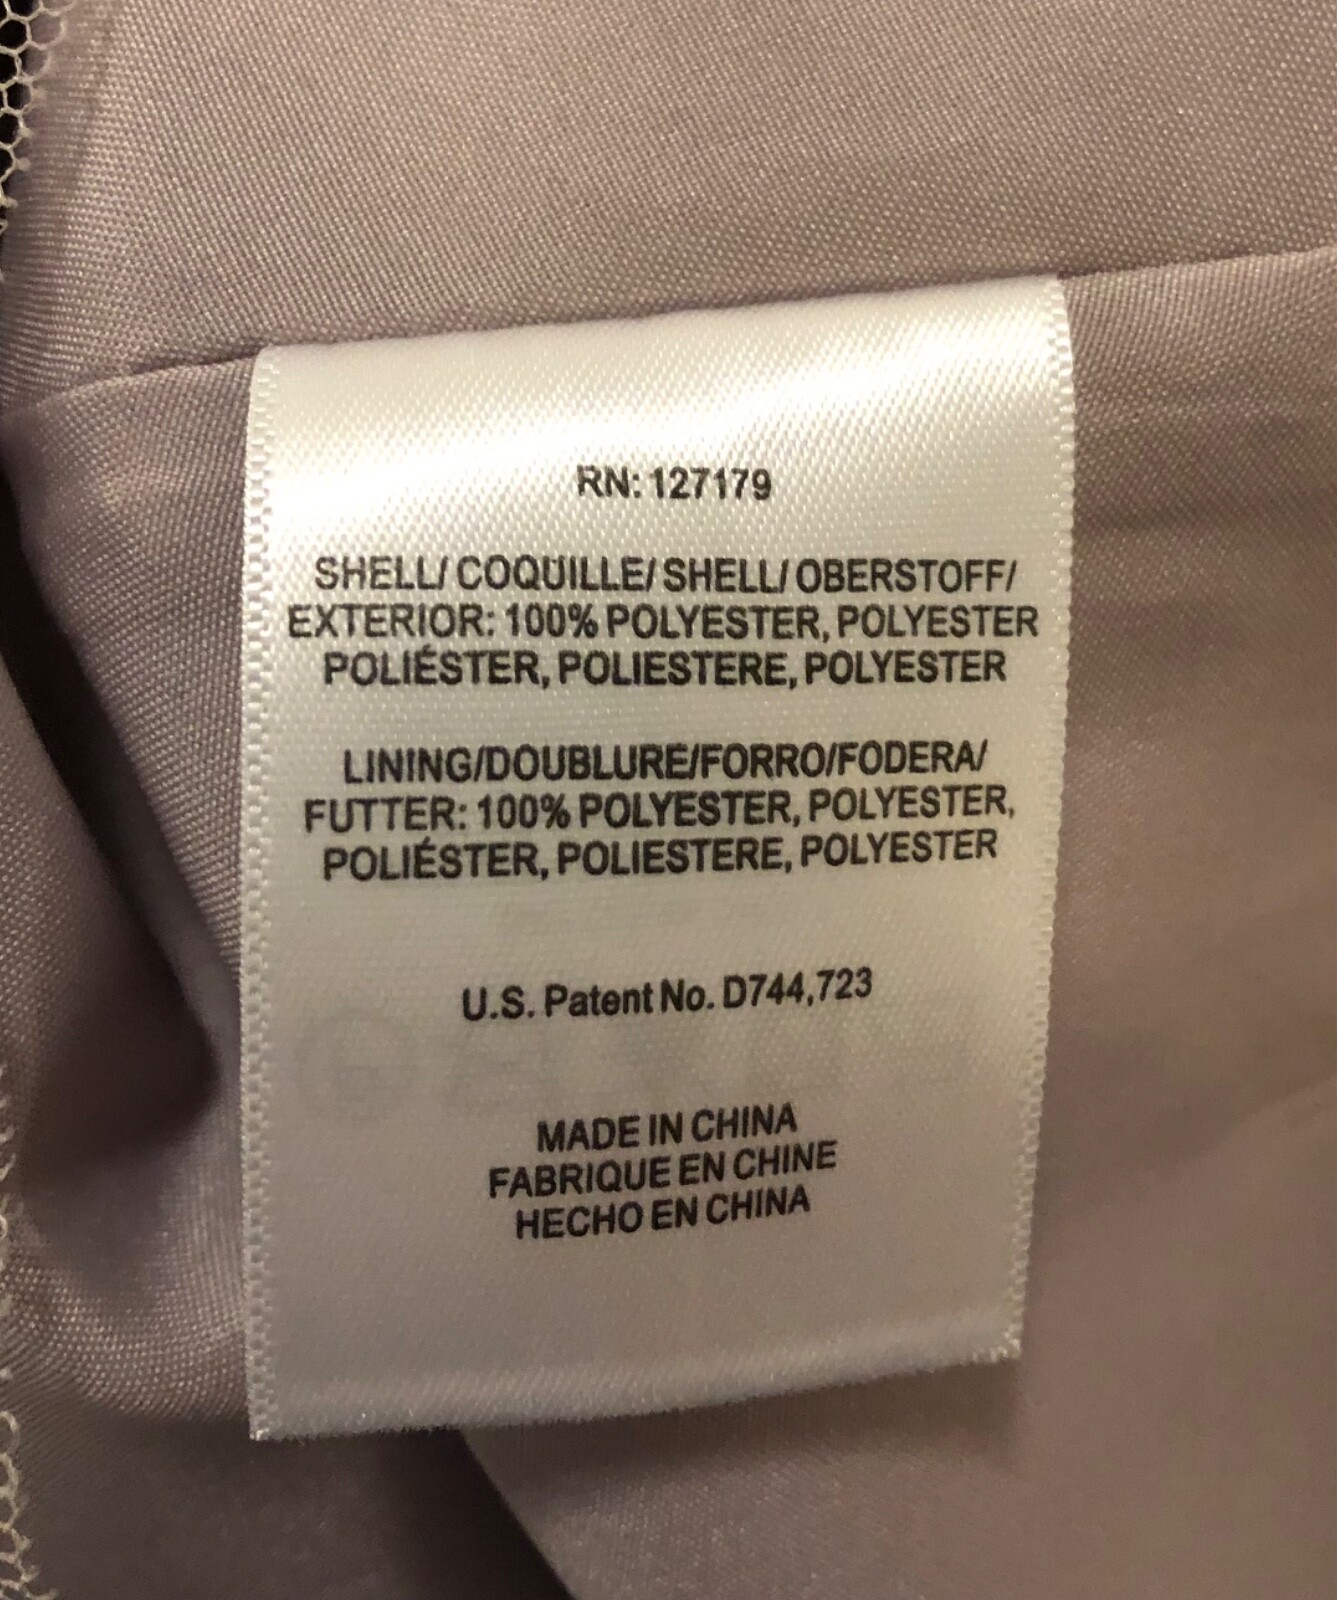 RN: 127179
SHELL/ COQUILLE/ SHELL/ OBERSTOFF/
EXTERIOR: 100% POLYESTER, POLYESTER
POLIÉSTER, POLIESTERE, POLYESTER
LINING/DOUBLURE/FORRO/FODERA/
FUTTER: 100% POLYESTER, POLYESTER,
POLIÉSTER, POLIESTERE, POLYESTER
U.S. Patent No. D744,723
MADE IN CHINA
FABRIQUE EN CHINE
HECHO EN CHINA